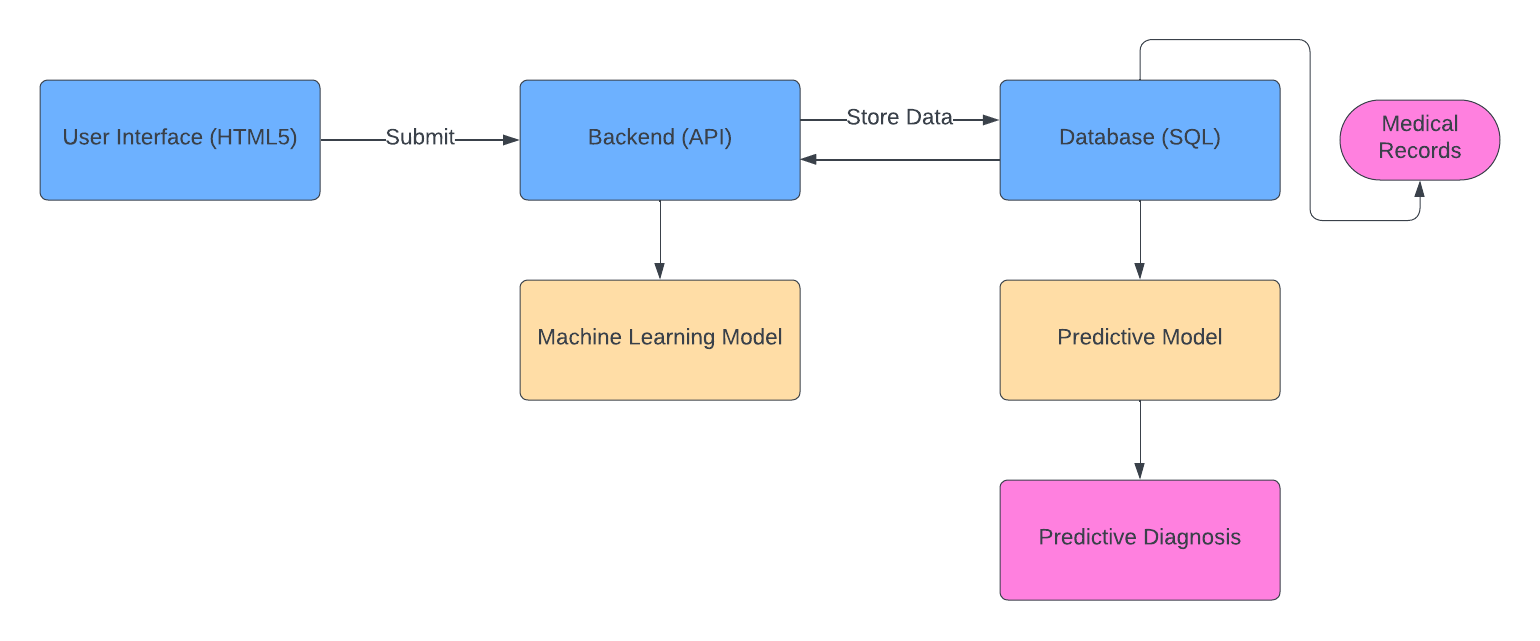 User Interface (HTML5)
Submit
Backend (API)
Store Data
Database (SQL)
Medical
Records
Machine Learning Model
Predictive Model
Predictive Diagnosis